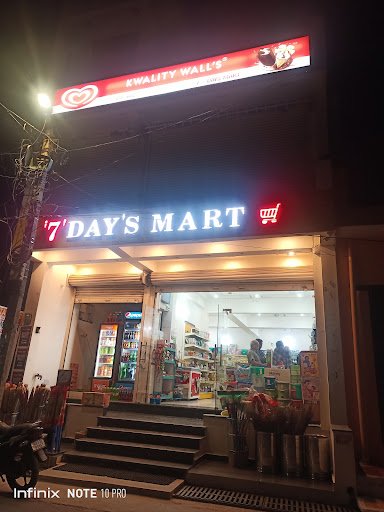 KWALITY WALL'S®
'7' DAY'S MART
Infinix NOTE 10 PRO